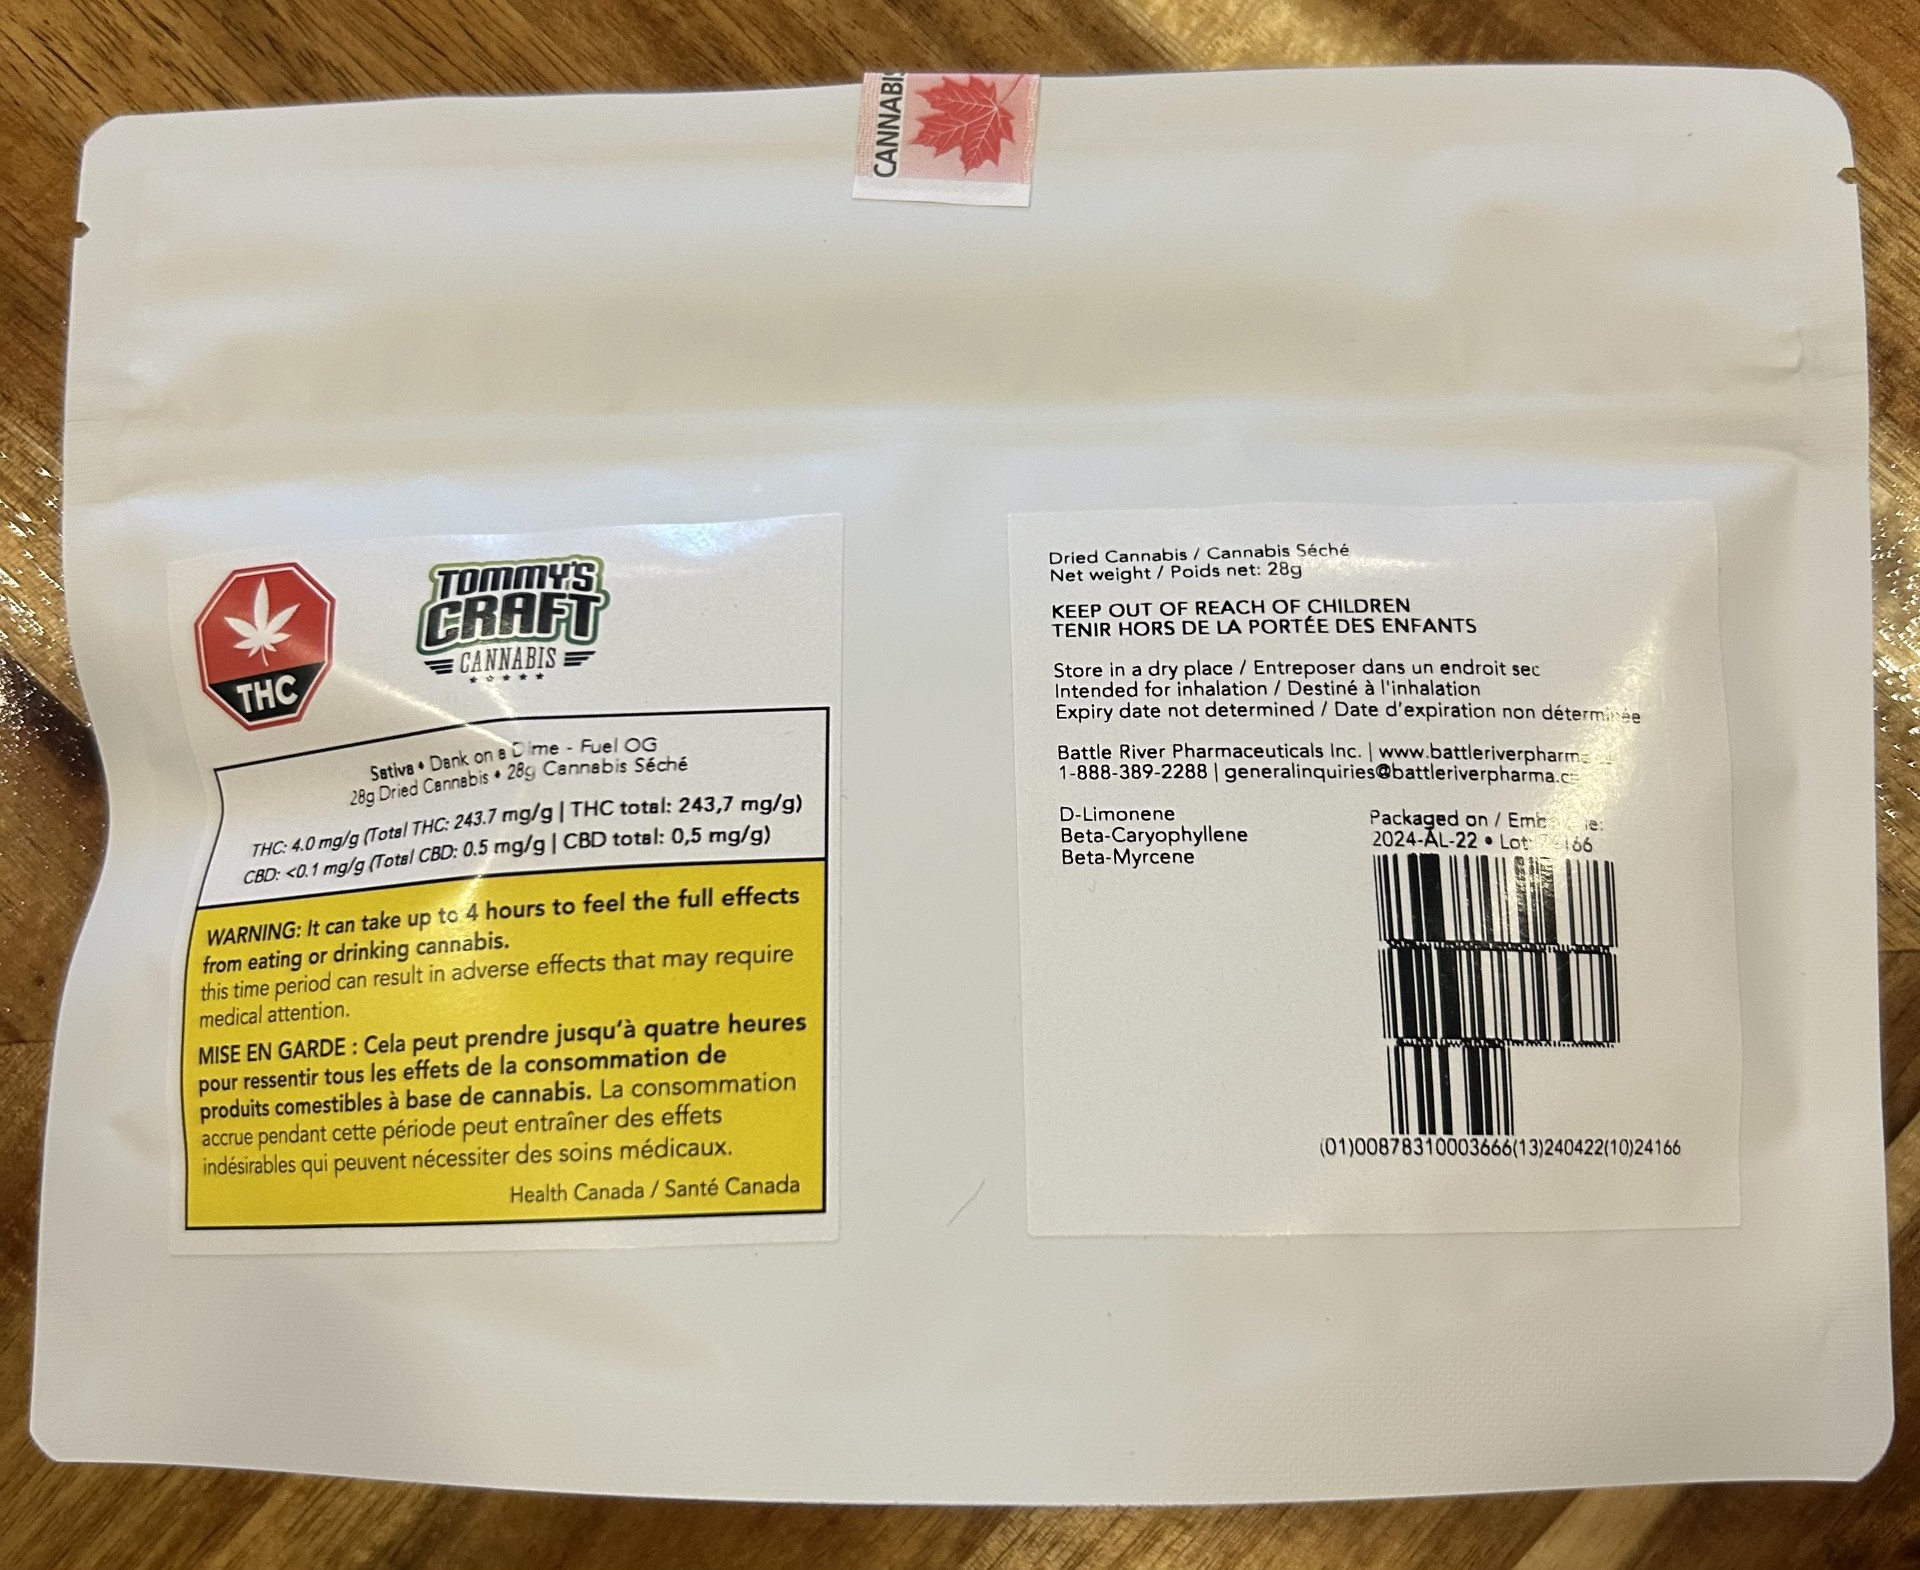 CANNABIS
THC
TOMMY'S
CRAFT
CANNABIS
Sativa • Dank on a Dime - Fuel OG
28g Dried Cannabis • 28g Cannabis Séché
THC: 4.0 mg/g (Total THC: 243.7 mg/g | THC total: 243,7 mg/g)
CBD: <0.1 mg/g (Total CBD: 0.5 mg/g | CBD total: 0,5 mg/g)
WARNING: It can take up to 4 hours to feel the full effects
from eating or drinking cannabis.
this time period can result in adverse effects that may require
medical attention.
MISE EN GARDE : Cela peut prendre jusqu'à quatre heures
pour ressentir tous les effets de la consommation de
produits comestibles à base de cannabis. La consommation
accrue pendant cette période peut entraîner des effets
indésirables qui peuvent nécessiter des soins médicaux.
Health Canada / Santé Canada
Dried Cannabis / Cannabis Séché
Net weight / Poids net: 28g
KEEP OUT OF REACH OF CHILDREN
TENIR HORS DE LA PORTÉE DES ENFANTS
Store in a dry place / Entreposer dans un endroit sec
Intended for inhalation / Destiné à l'inhalation
Expiry date not determined / Date d'expiration non déterminée
Battle River Pharmaceuticals Inc. |
1-888-389-2288 |
D-Limonene
Beta-Caryophyllene
Beta-Myrcene
Packaged on /
2024-AL-22 • Lot:
(01)00878310003666(13)240422(10)24166